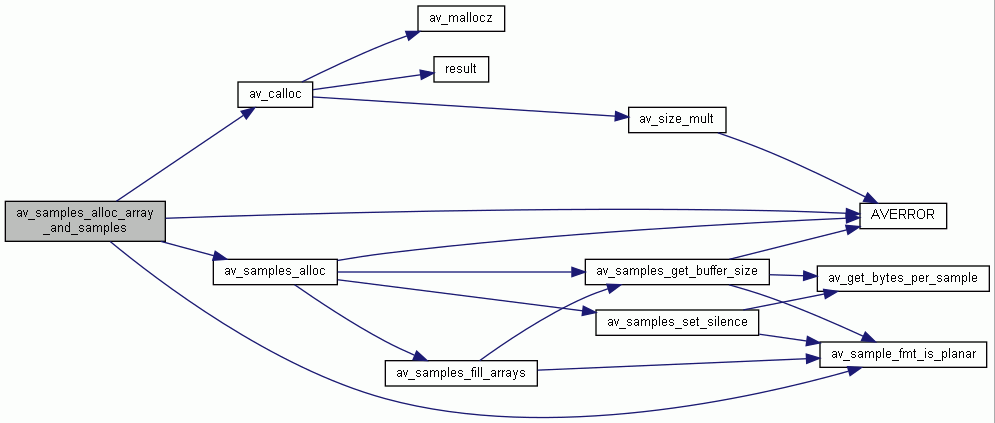 av_mallocz
result
av_calloc
av_size_mult
av_samples_alloc_array
_and_samples
AVERROR
av_samples_alloc
av_samples_get_buffer_size
av_get_bytes_per_sample
av_samples_set_silence
av_sample_fmt_is_planar
av_samples_fill_arrays